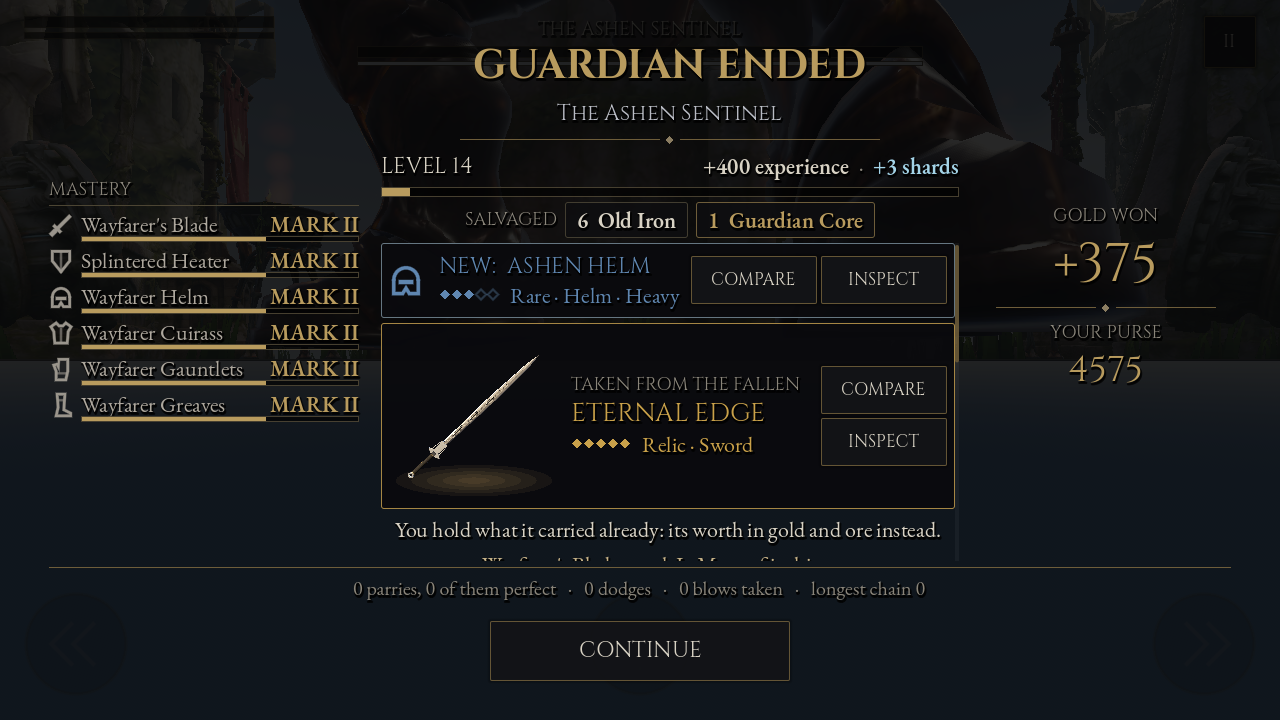 THE ASHEN SENTINEL
GUARDIAN ENDED
THE ASHEN SENTINEL
LEVEL 14
+400 experience · +3 shards
SALVAGED 6 Old Iron 1 Guardian Core
NEW: ASHEN HELM
Rare · Helm · Heavy
COMPARE
INSPECT
TAKEN FROM THE FALLEN
ETERNAL EDGE
Relic · Sword
COMPARE
INSPECT
You hold what it carried already: its worth in gold and ore instead.
MASTERY
Wayfarer's Blade MARK II
Splintered Heater MARK II
Wayfarer Helm MARK II
Wayfarer Cuirass MARK II
Wayfarer Gauntlets MARK II
Wayfarer Greaves MARK II
GOLD WON
+375
YOUR PURSE
4575
0 parries, 0 of them perfect · 0 dodges · 0 blows taken · longest chain 0
CONTINUE